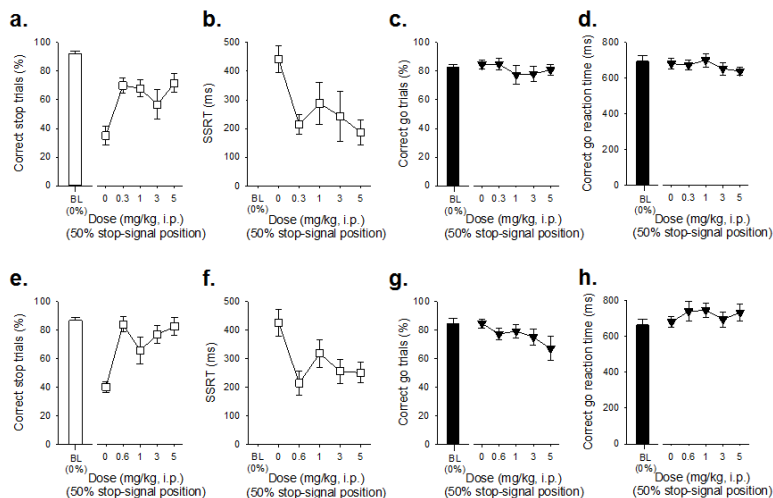 a.
Correct stop trials (%)
100
80
60
40
20
0
BL
(0%)
0 0.3 1 3 5
Dose (mg/kg, i.p.)
(50% stop-signal position)
b.
SSRT
(ms)
500
400
300
200
100
0
BL
(0%)
0 0.3 1 3 5
Dose (mg/kg, i.p.)
(50% stop-signal position)
c.
Correct go trials (%)
100
80
60
40
20
0
BL
(0%)
0 0.3 1 3 5
Dose (mg/kg, i.p.)
(50% stop-signal position)
d.
Correct go reaction time (ms)
800
600
400
200
0
BL
(0%)
0 0.3 1 3 5
Dose (mg/kg, i.p.)
(50% stop-signal position)
e.
Correct stop trials (%)
100
80
60
40
20
0
BL
(0%)
0 0.6 1 3 5
Dose (mg/kg, i.p.)
(50% stop-signal position)
f.
SSRT
(ms)
500
400
300
200
100
0
BL
(0%)
0 0.6 1 3 5
Dose (mg/kg, i.p.)
(50% stop-signal position)
g.
Correct go trials (%)
100
80
60
40
20
0
BL
(0%)
0 0.6 1 3 5
Dose (mg/kg, i.p.)
(50% stop-signal position)
h.
Correct go reaction time (ms)
800
600
400
200
0
BL
(0%)
0 0.6 1 3 5
Dose (mg/kg, i.p.)
(50% stop-signal position)